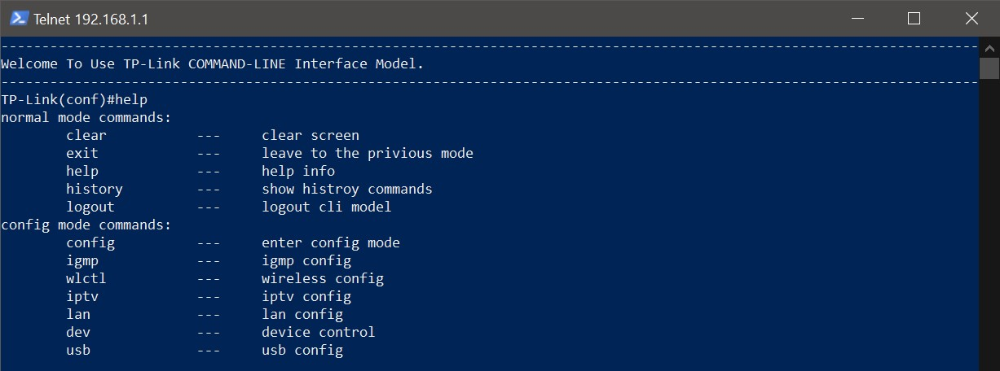 Telnet 192.168.1.1
------------------------------------------------------------------------------------------------------------------------
Welcome To Use TP-Link COMMAND-LINE Interface Model.
------------------------------------------------------------------------------------------------------------------------
TP-Link(conf)#help
normal mode commands:
clear --- clear screen
exit --- leave to the privious mode
help --- help info
history --- show histroy commands
logout --- logout cli model
config mode commands:
config --- enter config mode
igmp --- igmp config
wlctl --- wireless config
iptv --- iptv config
lan --- lan config
dev --- device control
usb --- usb config